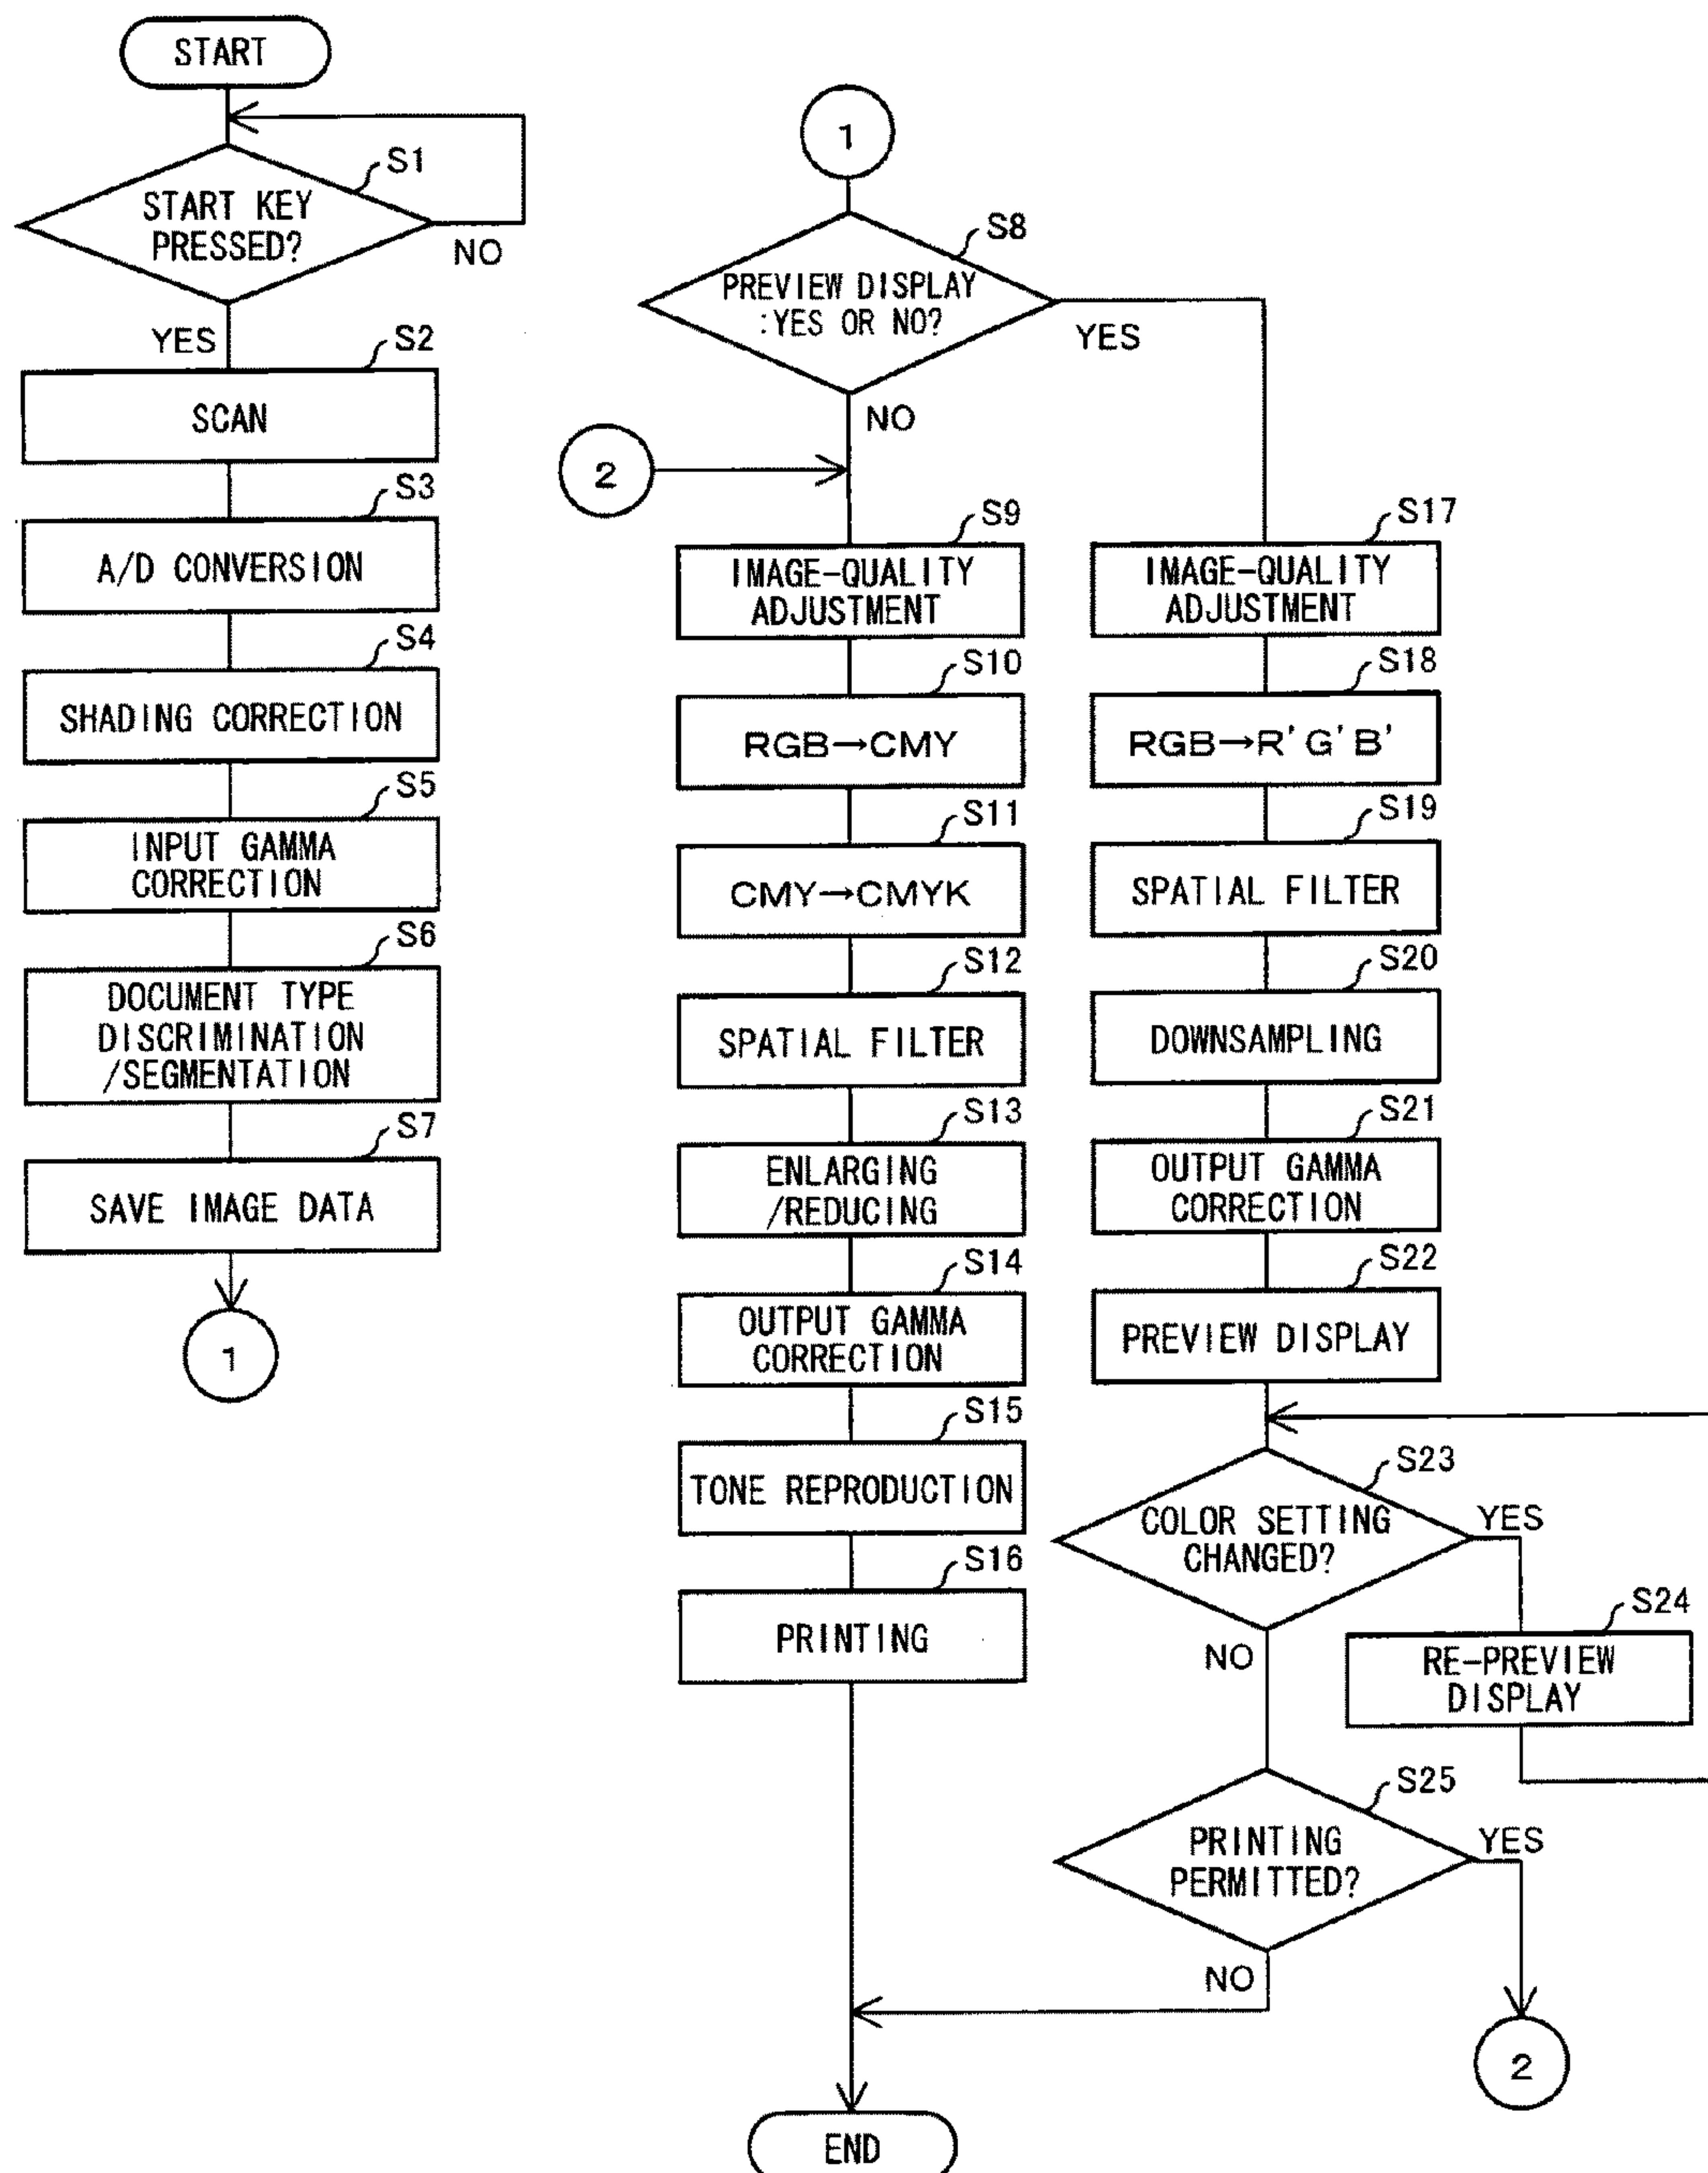 START
S1
START KEY
PRESSED?
NO
YES
S2
SCAN
S3
A/D CONVERSION
S4
SHADING CORRECTION
S5
INPUT GAMMA
CORRECTION
S6
DOCUMENT TYPE
DISCRIMINATION
/SEGMENTATION
S7
SAVE IMAGE DATA
1
1
S8
PREVIEW DISPLAY
:YES OR NO?
YES
NO
2
S9
IMAGE-QUALITY
ADJUSTMENT
S10
RGB→CMY
S11
CMY→CMYK
S12
SPATIAL FILTER
S13
ENLARGING
/REDUCING
S14
OUTPUT GAMMA
CORRECTION
S15
TONE REPRODUCTION
S16
PRINTING
S17
IMAGE-QUALITY
ADJUSTMENT
S18
RGB→R'G'B'
S19
SPATIAL FILTER
S20
DOWNSAMPLING
S21
OUTPUT GAMMA
CORRECTION
S22
PREVIEW DISPLAY
S23
COLOR SETTING
CHANGED?
YES
NO
S24
RE-PREVIEW
DISPLAY
S25
PRINTING
PERMITTED?
YES
NO
2
END